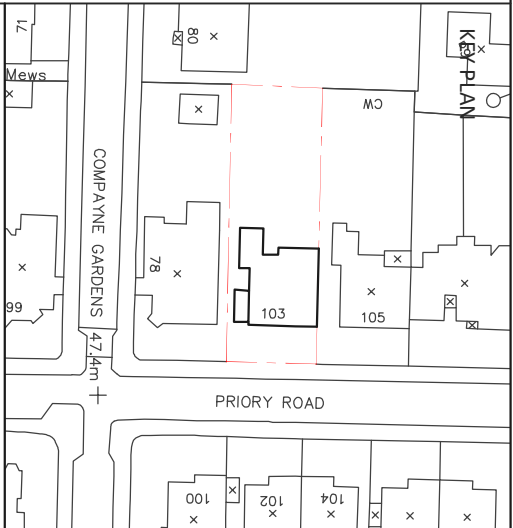 71
80
KEY PLAN
Mews
CW
COMPAYNE GARDENS
78
103
105
99
47.4m
PRIORY ROAD
100
102
104